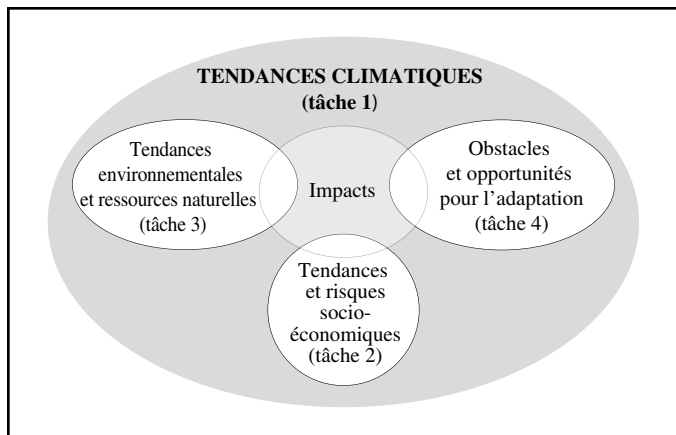 TENDANCES CLIMATIQUES
(tâche 1)
Tendances
environnementales
et ressources naturelles
(tâche 3)
Impacts
Obstacles
et opportunités
pour l’adaptation
(tâche 4)
Tendances
et risques
socio-
économiques
(tâche 2)